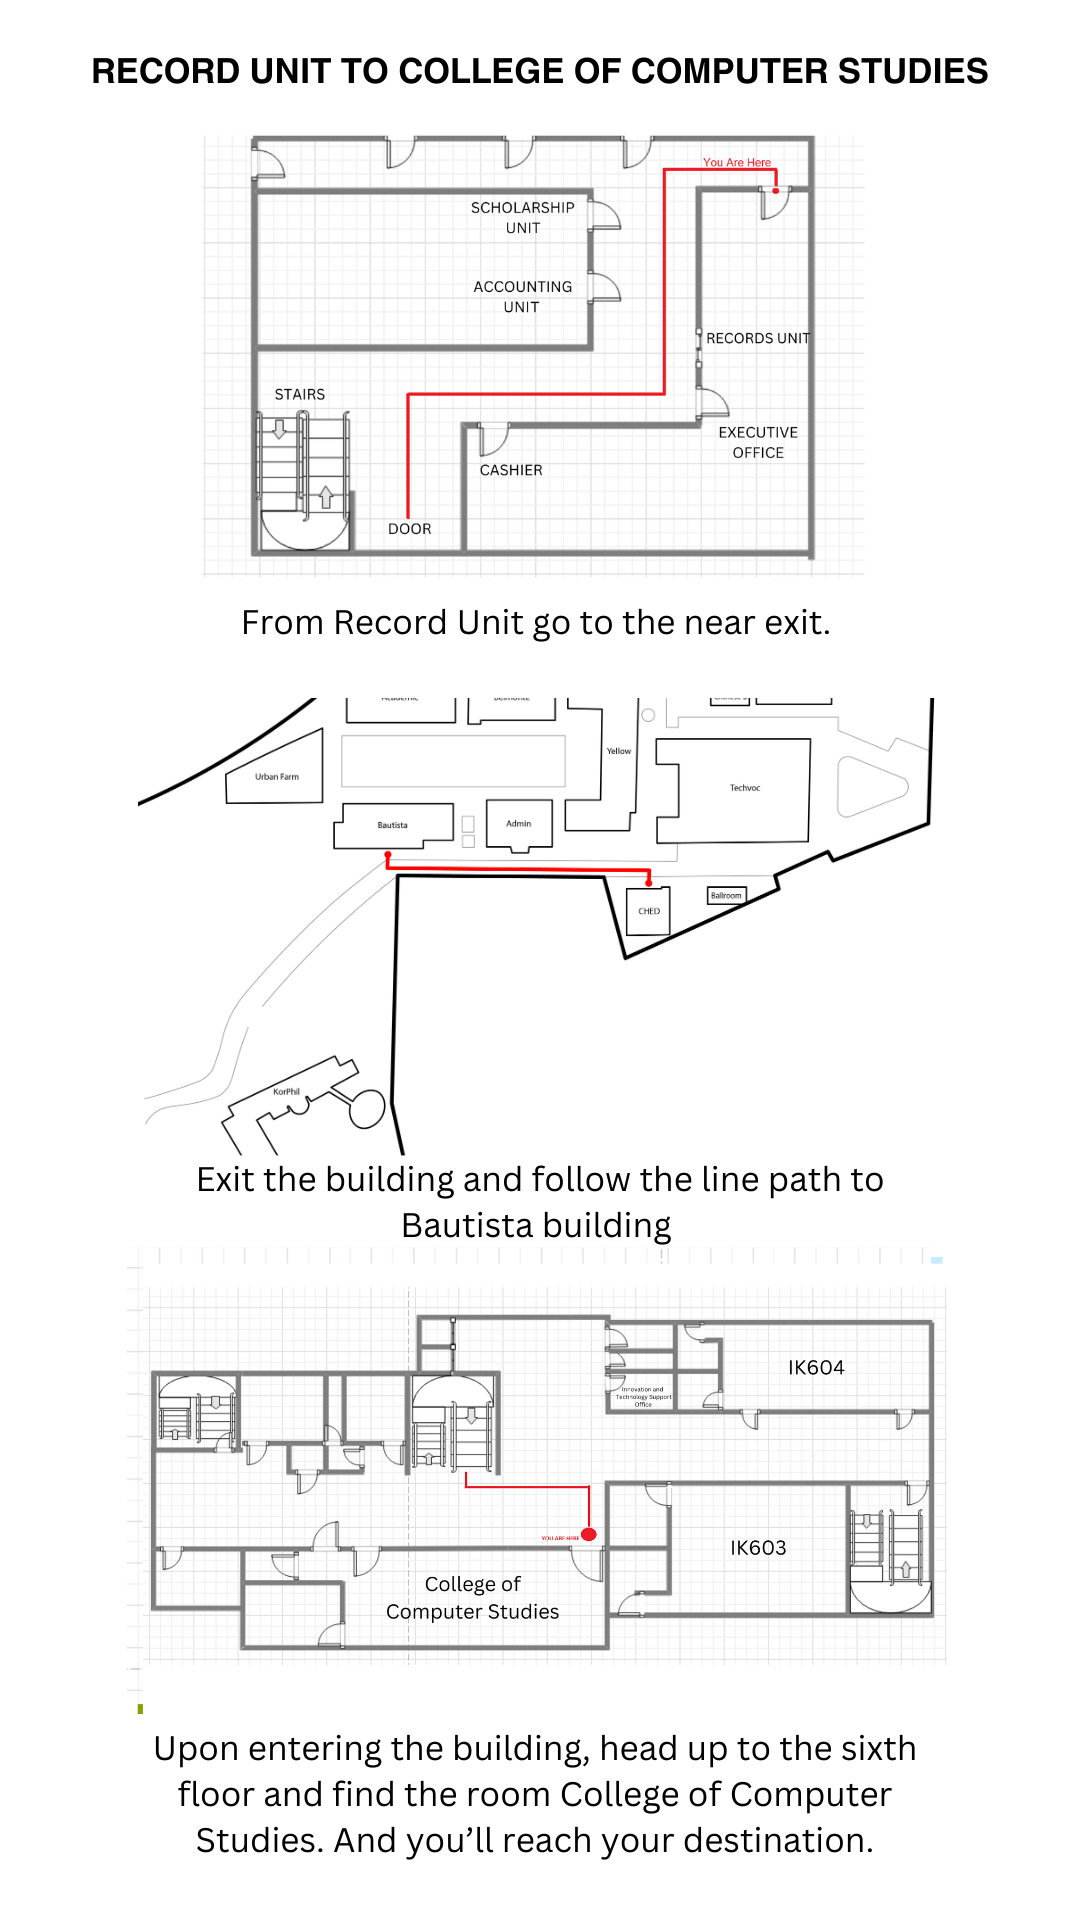 RECORD UNIT TO COLLEGE OF COMPUTER STUDIES
You Are Here
SCHOLARSHIP
UNIT
ACCOUNTING
UNIT
RECORDS UNIT
STAIRS
EXECUTIVE
OFFICE
CASHIER
DOOR
From Record Unit go to the near exit.
Academic
Belmonte
Yellow
Urban Farm
Techvoc
Bautista
Admin
Ballroom
CHED
KorPhil
Exit the building and follow the line path to
Bautista building
IK604
Innovation and
Technology Support
Office
YOU ARE HERE
IK603
College of
Computer Studies
Upon entering the building, head up to the sixth
floor and find the room College of Computer
Studies. And you’ll reach your destination.